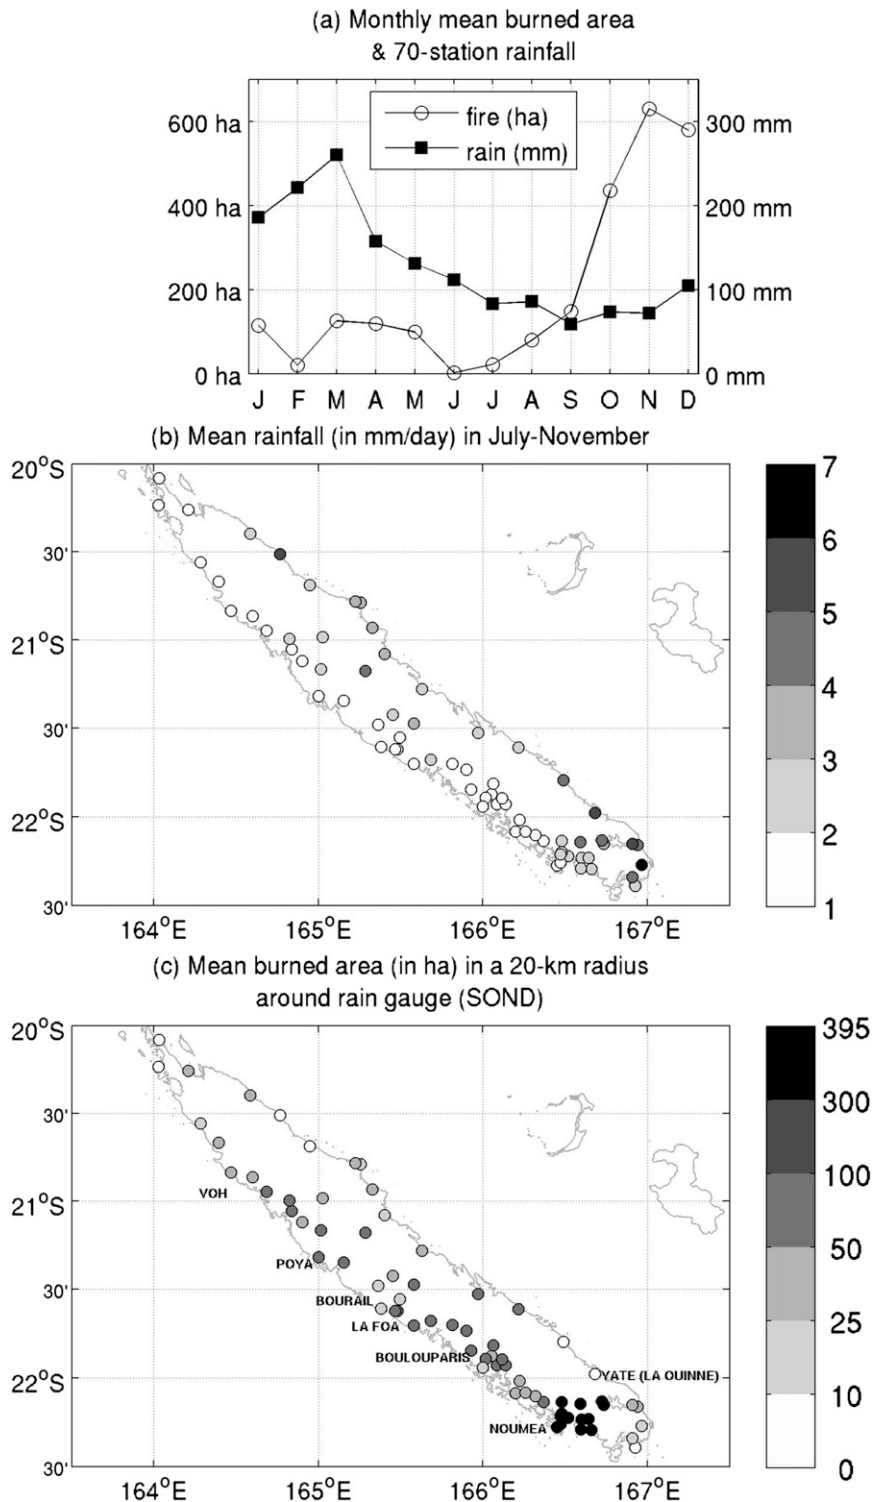 (a) Monthly mean burned area
& 70-station rainfall
600 ha
400 ha
200 ha
0 ha
fire (ha)
rain (mm)
300 mm
200 mm
100 mm
0 mm
J F M A M J J A S O N D
(b) Mean rainfall (in mm/day) in July-November
20°S
30'
21°S
30'
22°S
30'
164°E 165°E 166°E 167°E
7
6
5
4
3
2
1
(c) Mean burned area (in ha) in a 20-km radius
around rain gauge (SOND)
20°S
30'
21°S
30'
22°S
30'
VOH
POYA
BOURAIL
LA FOA
BOULOUPARIS
YATE (LA OUINNE)
NOUMEA
164°E 165°E 166°E 167°E
395
300
100
50
25
10
0